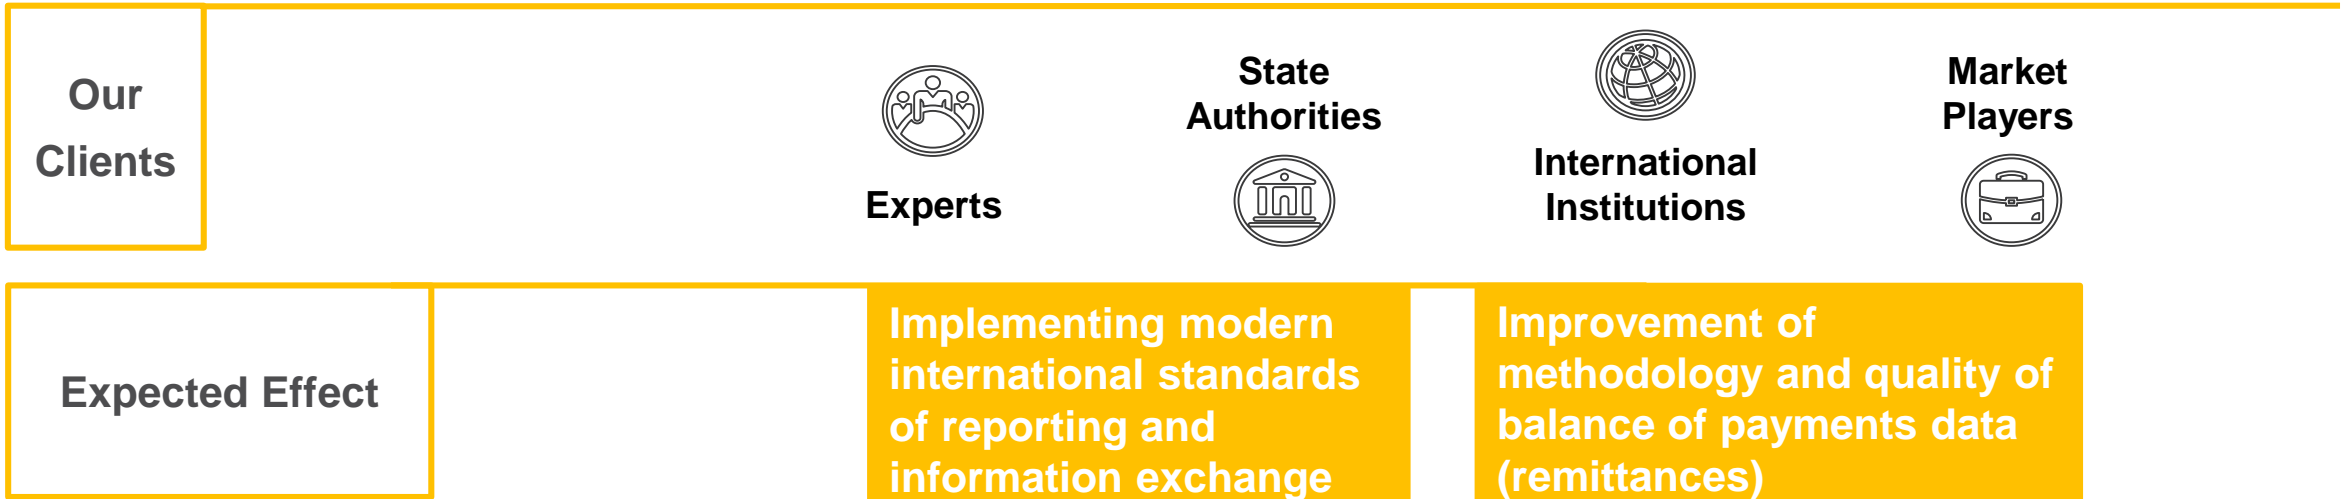 Our
Clients
Experts
State
Authorities
International
Institutions
Market
Players
Expected Effect
Implementing modern
international standards
of reporting and
information exchange
Improvement of
methodology and quality of
balance of payments data
(remittances)